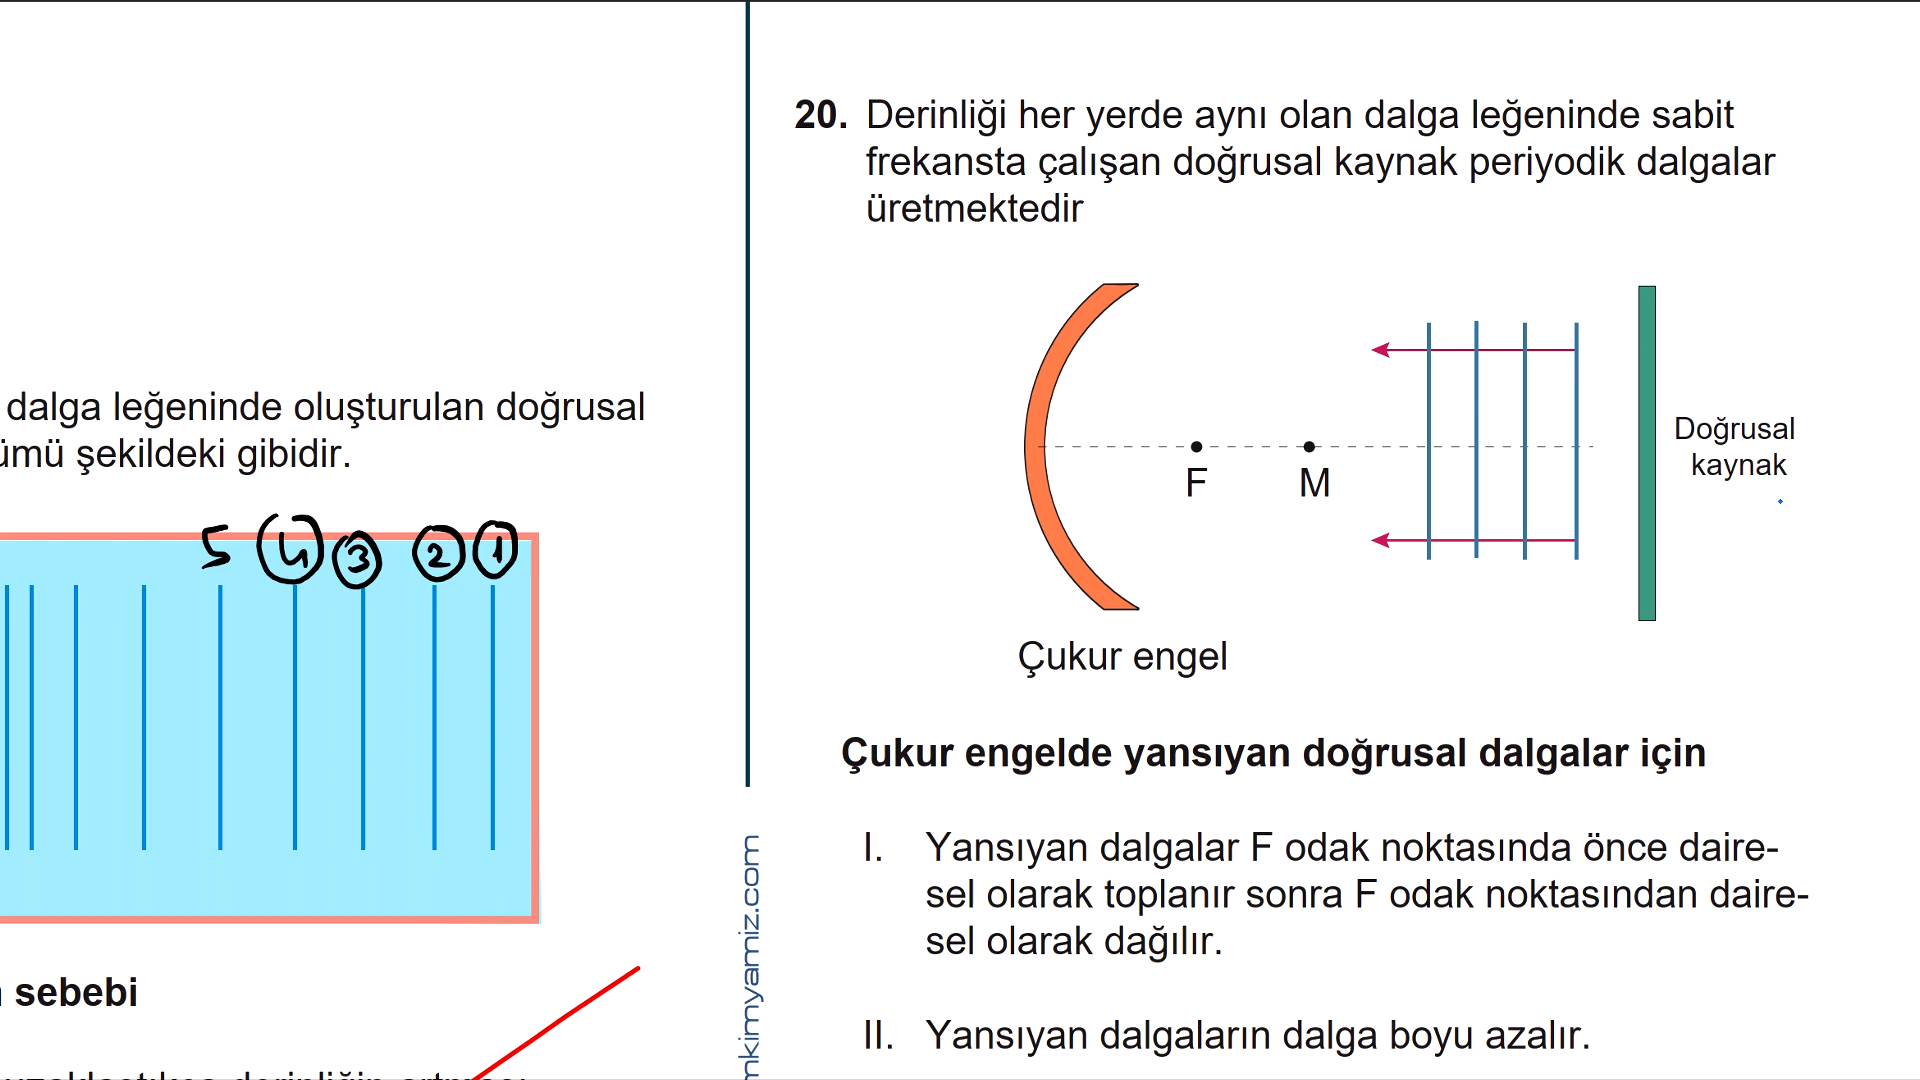 dalga leğeninde oluşturulan doğrusal
şekildeki gibidir.
5 4 3 2 1
sebebi
mkimyamiz.com
20. Derinliği her yerde aynı olan dalga leğeninde sabit
frekansta çalışan doğrusal kaynak periyodik dalgalar
üretmektedir
F
M
Doğrusal
kaynak
Çukur engel
Çukur engelde yansıyan doğrusal dalgalar için
I. Yansıyan dalgalar F odak noktasında önce daire-
sel olarak toplanır sonra F odak noktasından daire-
sel olarak dağılır.
II. Yansıyan dalgaların dalga boyu azalır.